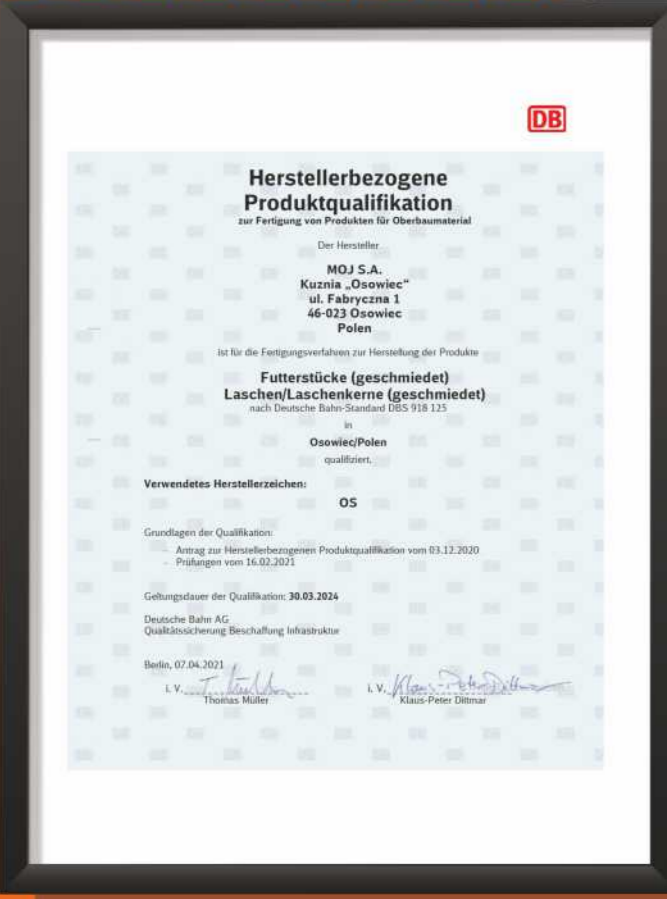 DB
Herstellerbezogene
Produktqualifikation
zur Fertigung von Produkten für Oberbaumaterial
Der Hersteller
MOJ S.A.
Kuznia „Osowiec"
ul. Fabryczna 1
46-023 Osowiec
Polen
ist für die Fertigungsverfahren zur Herstellung der Produkte
Futterstücke (geschmiedet)
Laschen/Laschenkerne (geschmiedet)
nach Deutsche Bahn-Standard DBS 918 125
in
Osowiec/Polen
qualifiziert.
Verwendetes Herstellerzeichen:
OS
Grundlagen der Qualifikation:
– Antrag zur Herstellerbezogenen Produktqualifikation vom 03.12.2020
– Prüfungen vom 16.02.2021
Geltungsdauer der Qualifikation: 30.03.2024
Deutsche Bahn AG
Qualitätssicherung Beschaffung Infrastruktur
Berlin, 07.04.2021
i. V. i. V. Klaus-Peter Dittmar
Thomas Müller Klaus-Peter Dittmar